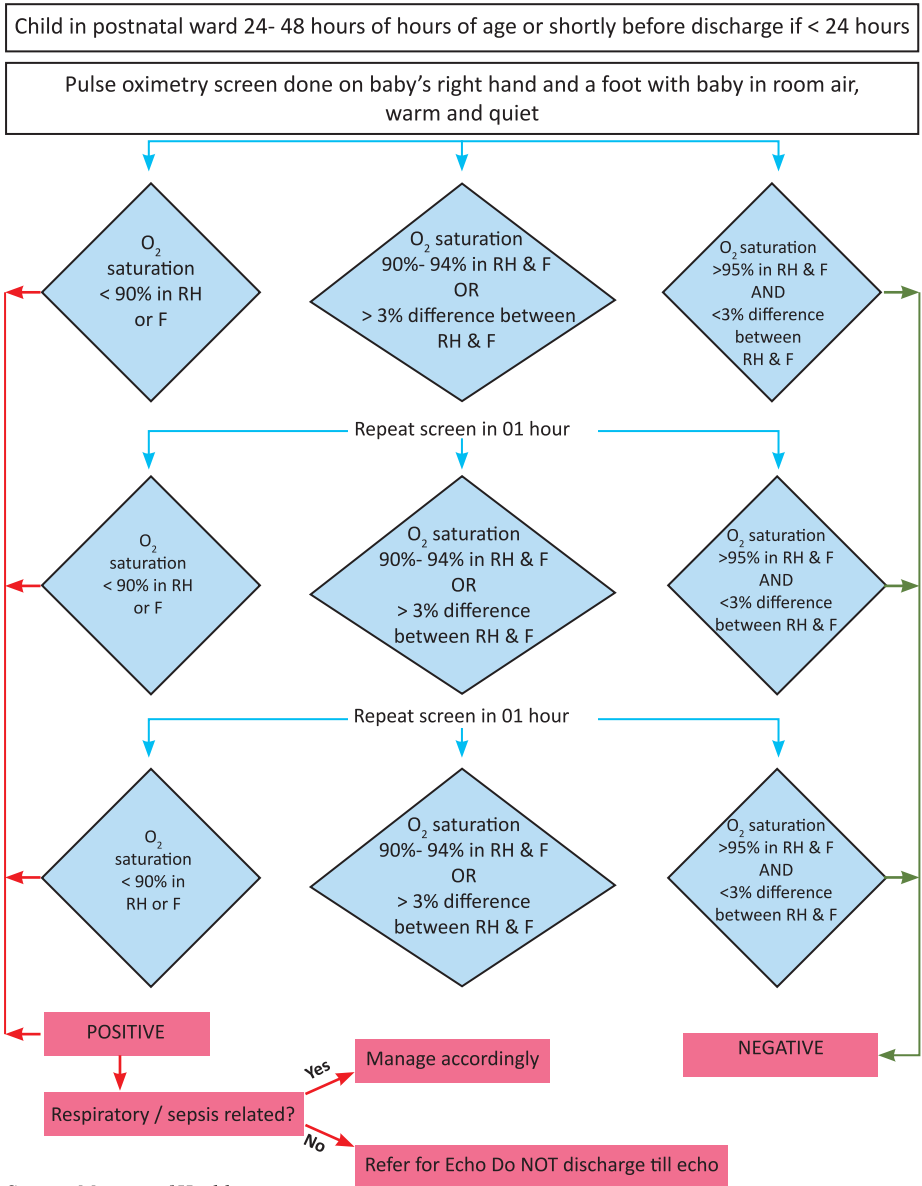 Child in postnatal ward 24- 48 hours of hours of age or shortly before discharge if < 24 hours
Pulse oximetry screen done on baby's right hand and a foot with baby in room air,
warm and quiet
O2
saturation
< 90% in RH
or F
O2 saturation
90%- 94% in RH & F
OR
> 3% difference between
RH & F
O2 saturation
>95% in RH & F
AND
<3% difference
between
RH & F
Repeat screen in 01 hour
O2
saturation
< 90% in RH
or F
O2 saturation
90%- 94% in RH & F
OR
> 3% difference
between RH & F
O2 saturation
>95% in RH & F
AND
<3% difference
between RH & F
Repeat screen in 01 hour
O2
saturation
< 90% in
RH or F
O2 saturation
90%- 94% in RH & F
OR
> 3% difference
between RH & F
O2 saturation
>95% in RH & F
AND
<3% difference
between RH & F
POSITIVE
NEGATIVE
Yes
Manage accordingly
Respiratory / sepsis related?
No
Refer for Echo Do NOT discharge till echo